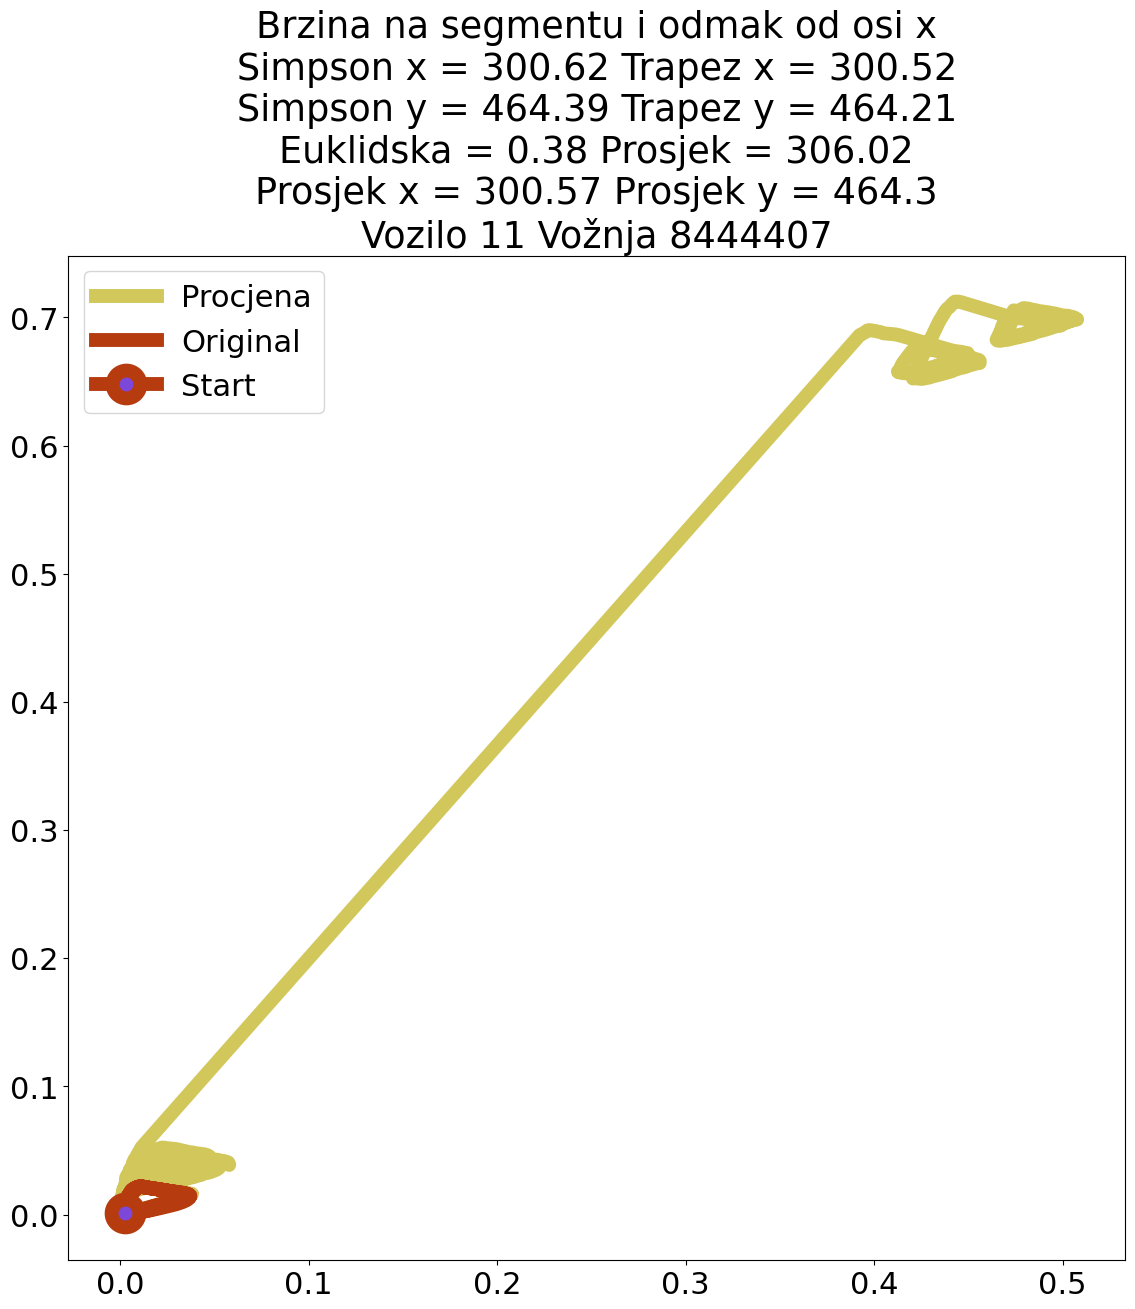 Brzina na segmentu i odmak od osi x
Simpson x = 300.62 Trapez x = 300.52
Simpson y = 464.39 Trapez y = 464.21
Euklidska = 0.38 Prosjek = 306.02
Prosjek x = 300.57 Prosjek y = 464.3
Vozilo 11 Vožnja 8444407
Procjena
Original
Start
0.7
0.6
0.5
0.4
0.3
0.2
0.1
0.0
0.0 0.1 0.2 0.3 0.4 0.5